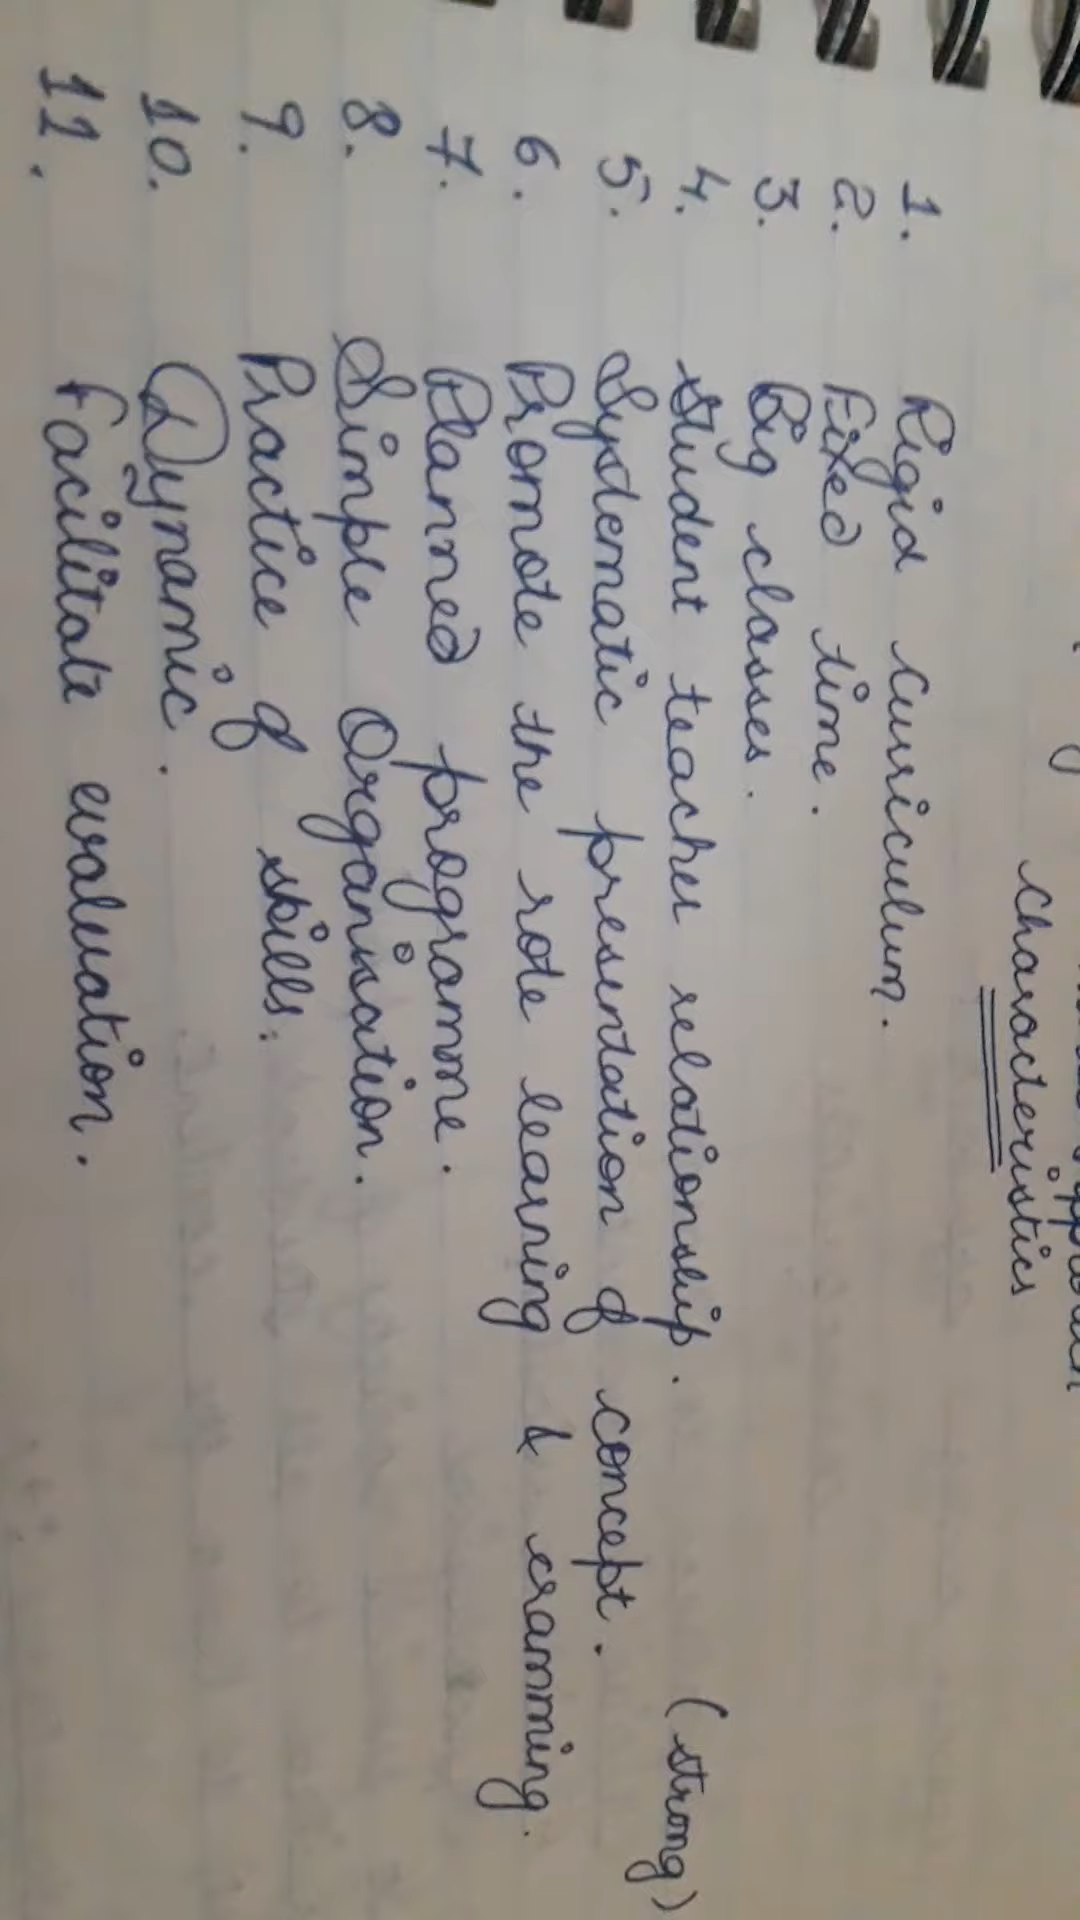 Characteristics
1. Rigid curriculum.
2. Fixed time.
3. Big classes.
4. Student teacher relationship. (strong)
5. Systematic presentation of concept.
6. Promote the rote learning & cramming.
7. Planned programme.
8. Simple Organisation.
9. Practice of skills.
10. Dynamic.
11. Facilitate evaluation.